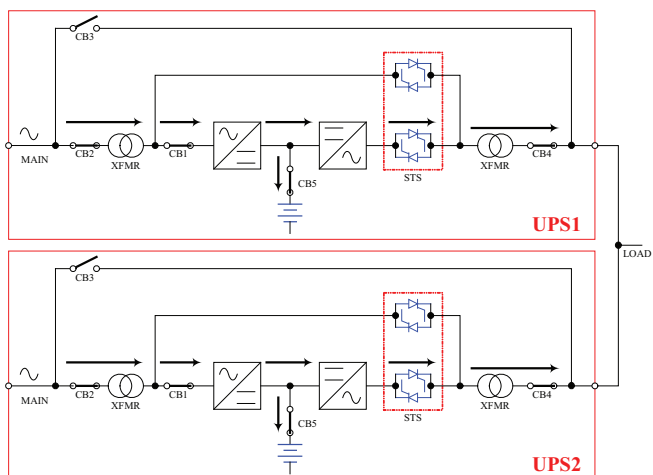 CB3
MAIN
CB2
XFMR
CB1
CB5
STS
XFMR
CB4
UPS1
LOAD
CB3
MAIN
CB2
XFMR
CB1
CB5
STS
XFMR
CB4
UPS2